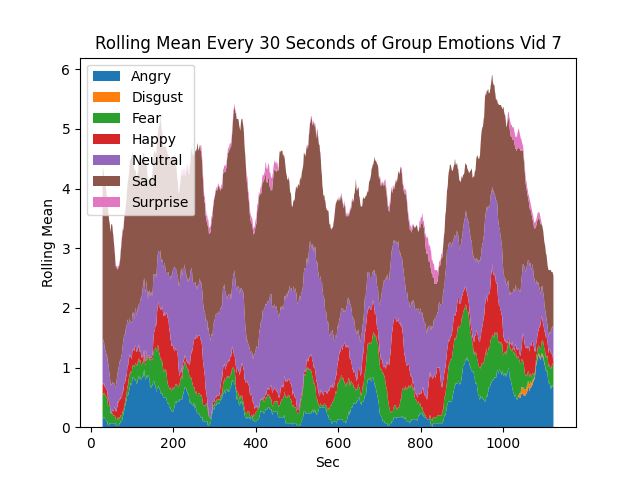 Rolling Mean Every 30 Seconds of Group Emotions Vid 7
Angry
Disgust
Fear
Happy
Neutral
Sad
Surprise
Rolling Mean
6
5
4
3
2
1
0
0 200 400 600 800 1000
Sec